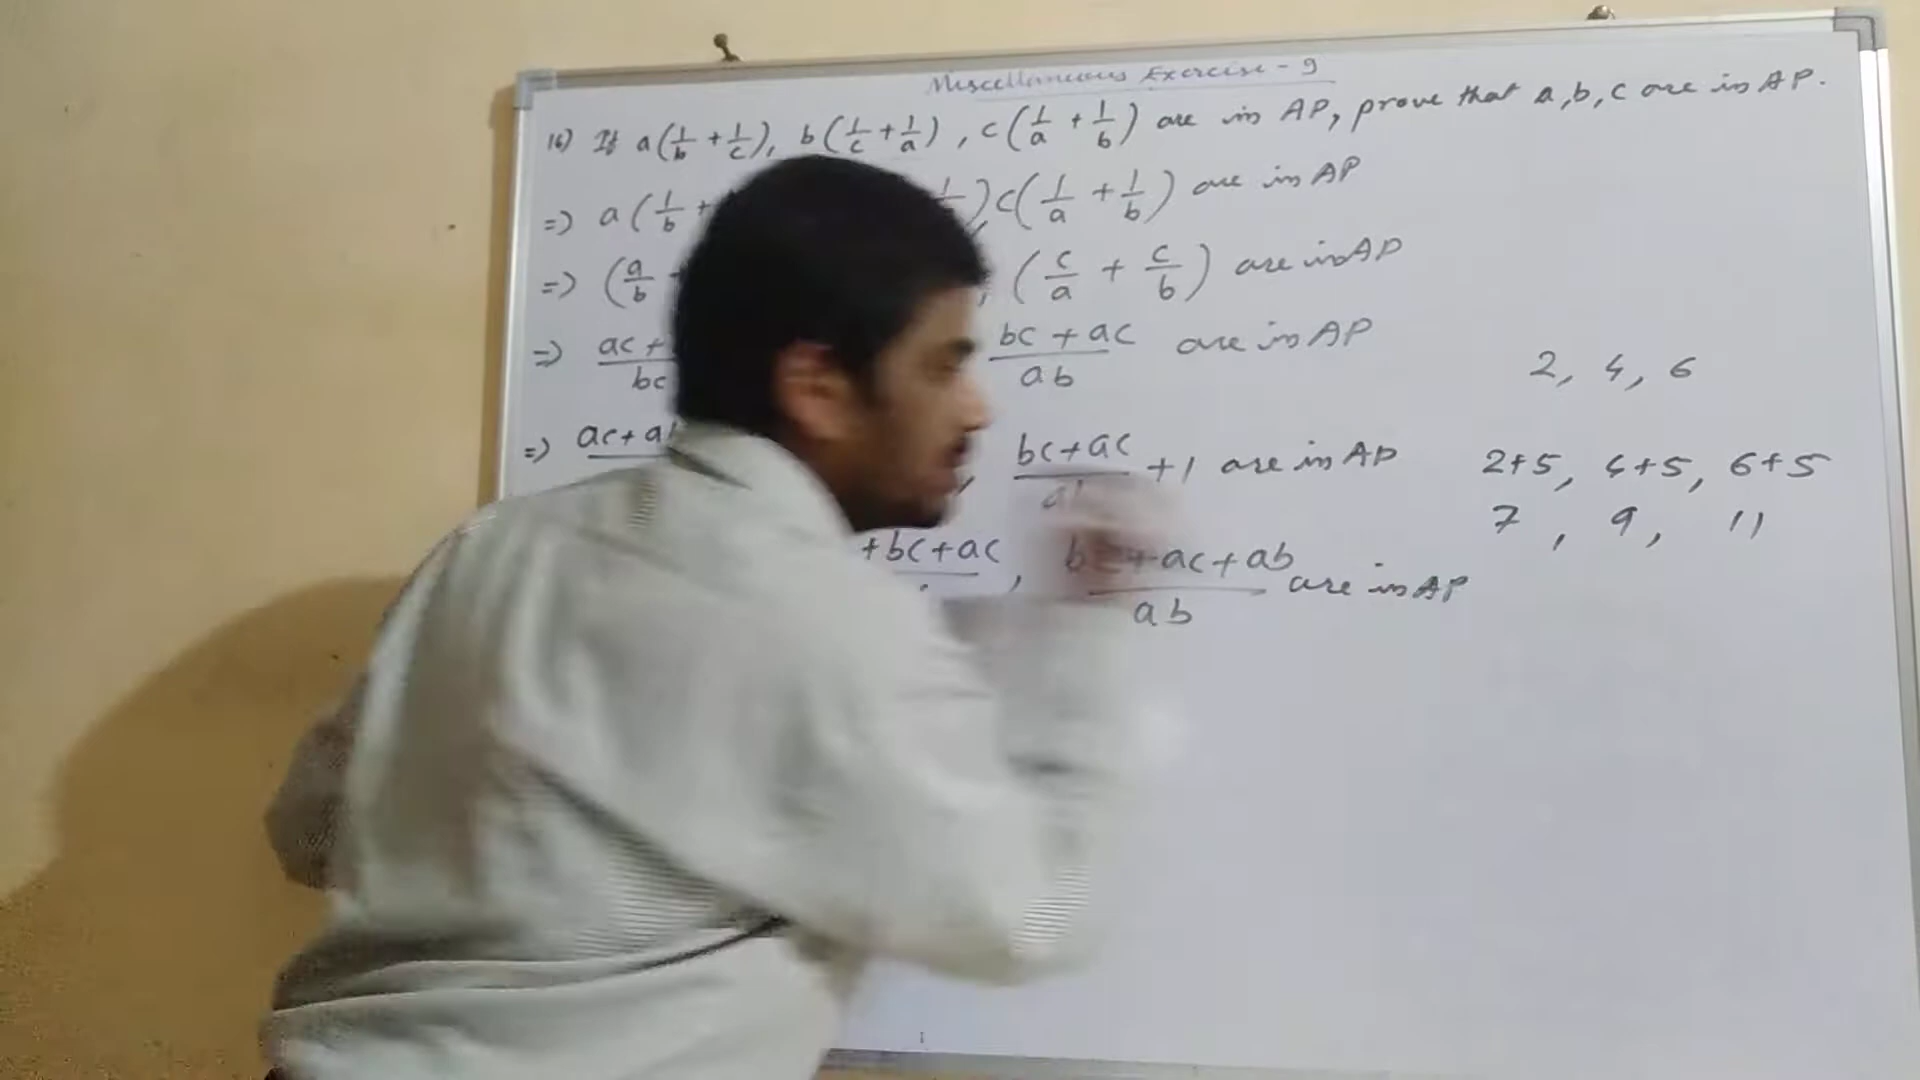 Miscellaneous Exercise - 9
16) If a(1/b + 1/c), b(1/c + 1/a), c(1/a + 1/b) are in AP, prove that a, b, c are in AP.
=) a(1/b + ) c(1/a + 1/b) are in AP
=) (a/b , (c/a + c/b) are in AP
=) ac + / bc (bc + ac)/ab are in AP
2, 4, 6
=) ac + a , bc + ac +1 are in AP
2+5, 4+5, 6+5
7, 9, 11
+bc+ac , +ac+ab/ab are in AP